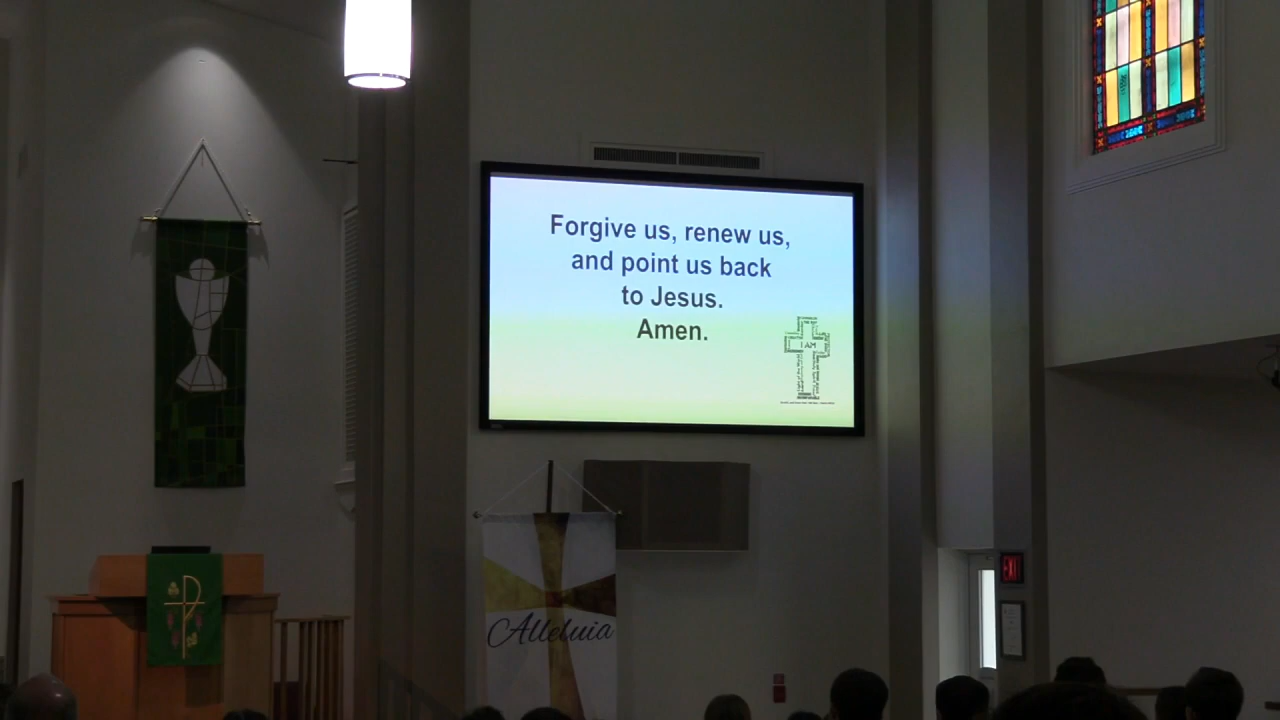 Forgive us, renew us,
and point us back
to Jesus.
Amen.
I AM
Alleluia